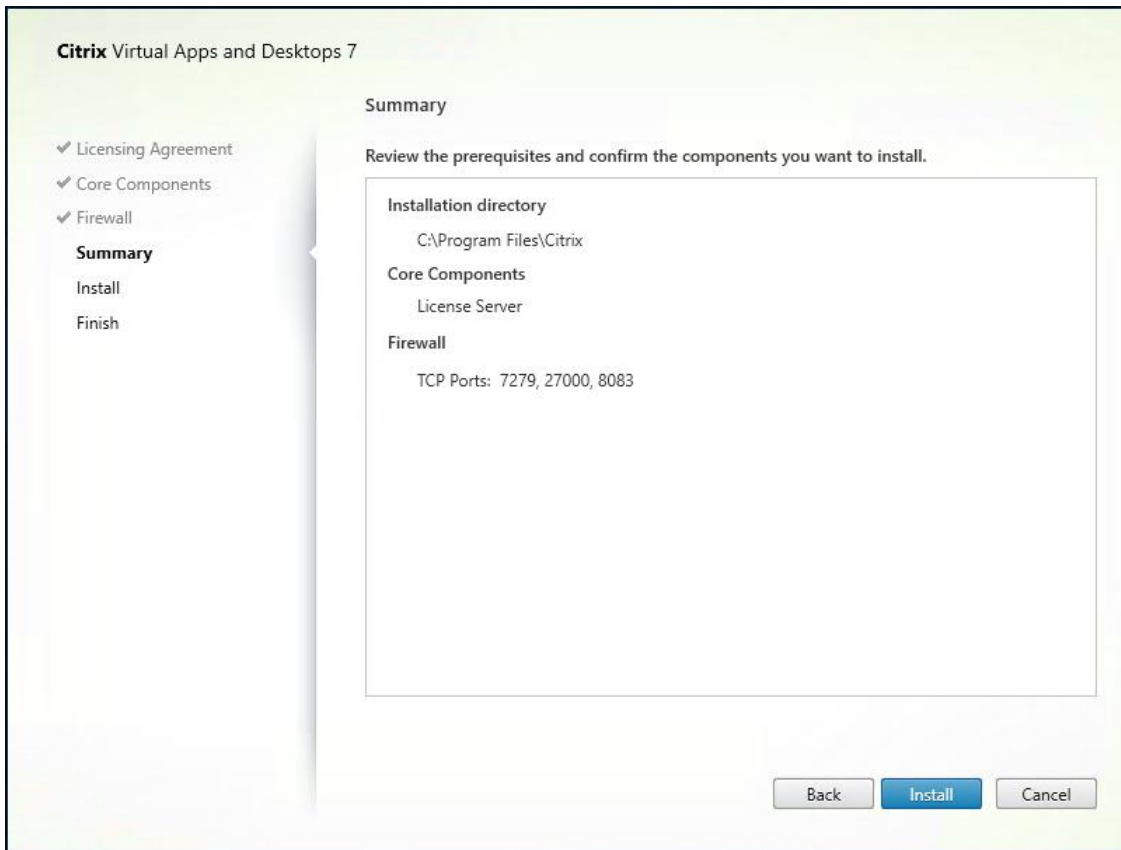 Citrix Virtual Apps and Desktops 7
Licensing Agreement
Core Components
Firewall
Summary
Install
Finish
Summary
Review the prerequisites and confirm the components you want to install.
Installation directory
C:\Program Files\Citrix
Core Components
License Server
Firewall
TCP Ports: 7279, 27000, 8083
Back
Install
Cancel